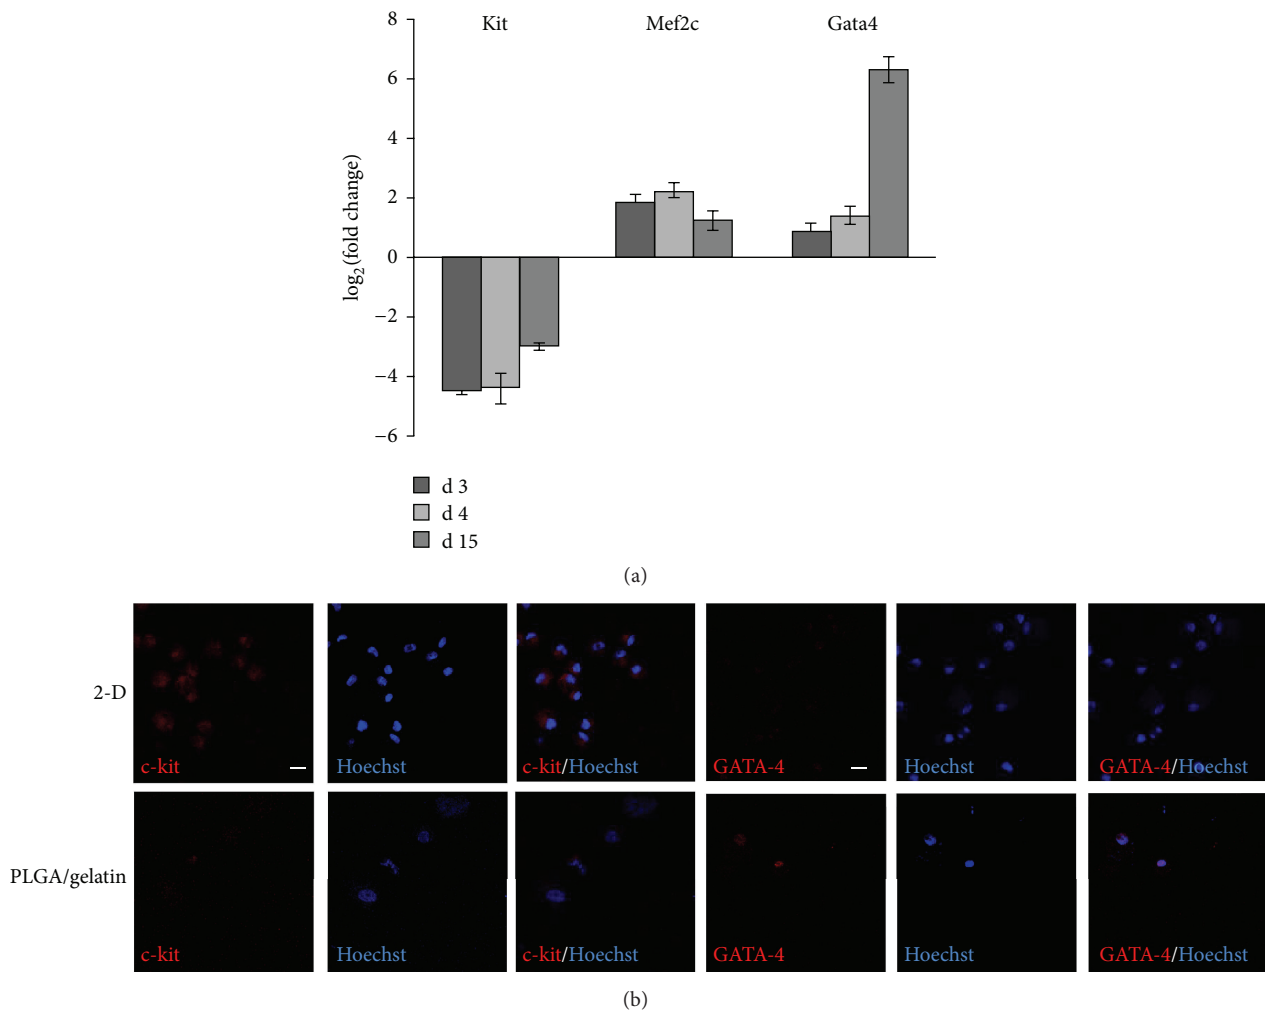 Kit Mef2c Gata4
8
6
4
2
0
−2
−4
−6
log2(fold change)
d 3
d 4
d 15
(a)
2-D
c-kit Hoechst c-kit/Hoechst GATA-4 Hoechst GATA-4/Hoechst
PLGA/gelatin
c-kit Hoechst c-kit/Hoechst GATA-4 Hoechst GATA-4/Hoechst
(b)